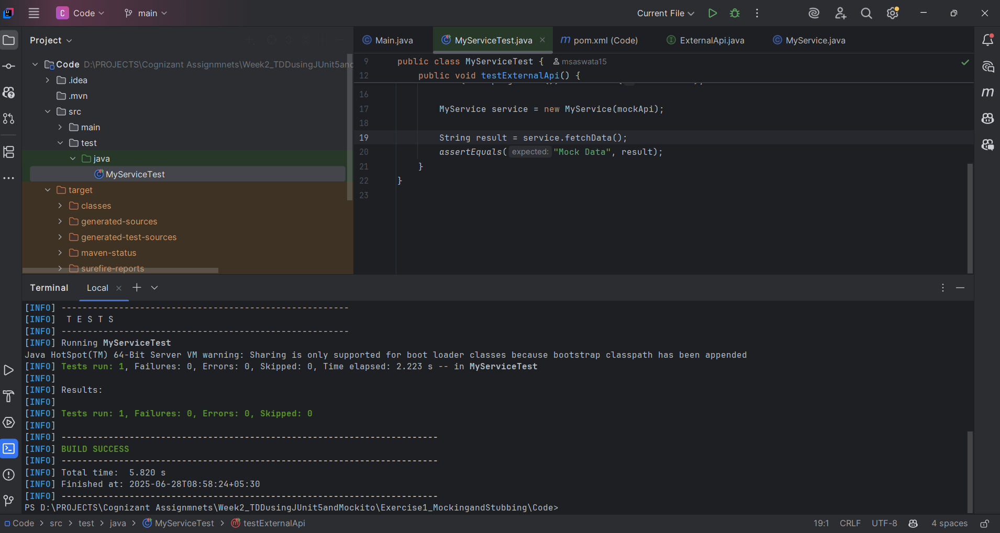 C Code main Current File
Project
Main.java MyServiceTest.java pom.xml (Code) ExternalApi.java MyService.java
Code D:\PROJECTS\Cognizant Assignmnets\Week2_TDDusingJUnit5and
.idea
.mvn
src
main
test
java
MyServiceTest
target
classes
generated-sources
generated-test-sources
maven-status
surefire-reports
9 public class MyServiceTest { msaswata15
12 public void testExternalApi() {
16
17 MyService service = new MyService(mockApi);
18
19 String result = service.fetchData();
20 assertEquals( expected: "Mock Data", result);
21 }
22 }
23
Terminal Local
[INFO] -------------------------------------------------------
[INFO]  T E S T S
[INFO] -------------------------------------------------------
[INFO] Running MyServiceTest
Java HotSpot(TM) 64-Bit Server VM warning: Sharing is only supported for boot loader classes because bootstrap classpath has been appended
[INFO] Tests run: 1, Failures: 0, Errors: 0, Skipped: 0, Time elapsed: 2.223 s -- in MyServiceTest
[INFO]
[INFO] Results:
[INFO]
[INFO] Tests run: 1, Failures: 0, Errors: 0, Skipped: 0
[INFO]
[INFO] ------------------------------------------------------------------------
[INFO] BUILD SUCCESS
[INFO] ------------------------------------------------------------------------
[INFO] Total time:  5.820 s
[INFO] Finished at: 2025-06-28T08:58:24+05:30
[INFO] ------------------------------------------------------------------------
PS D:\PROJECTS\Cognizant Assignmnets\Week2_TDDusingJUnit5andMockito\Exercise1_MockingandStubbing\Code>
Code > src > test > java > MyServiceTest > testExternalApi 19:1 CRLF UTF-8 4 spaces